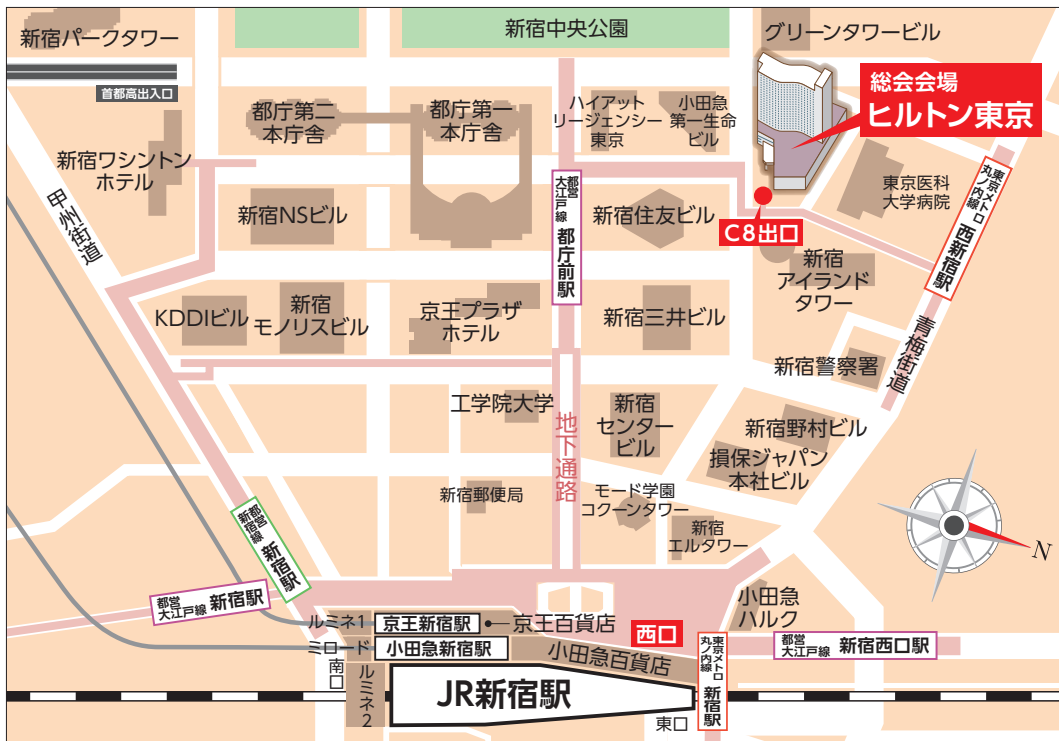 新宿パークタワー
首都高出入口
新宿中央公園
グリーンタワービル
総会会場
ヒルトン東京
都庁第二
本庁舎
都庁第一
本庁舎
ハイアット
リージェンシー
東京
小田急
第一生命
ビル
新宿ワシントン
ホテル
甲州街道
新宿NSビル
都営
大江戸線 都庁前駅
新宿住友ビル
C8出口
東京医科
大学病院
東京メトロ
丸ノ内線 西新宿駅
新宿
アイランド
タワー
KDDIビル
新宿
モノリスビル
京王プラザ
ホテル
新宿三井ビル
青梅街道
新宿警察署
工学院大学
地下通路
新宿
センター
ビル
新宿野村ビル
損保ジャパン
本社ビル
新宿郵便局
モード学園
コクーンタワー
新宿
エルタワー
N
都営
新宿線 新宿駅
都営
大江戸線 新宿駅
小田急
ハルク
ルミネ1
京王新宿駅
京王百貨店
西口
ミロード
小田急新宿駅
小田急百貨店
都営
大江戸線 新宿西口駅
南口
ルミネ2
JR新宿駅
東口
東京メトロ
丸ノ内線 新宿駅